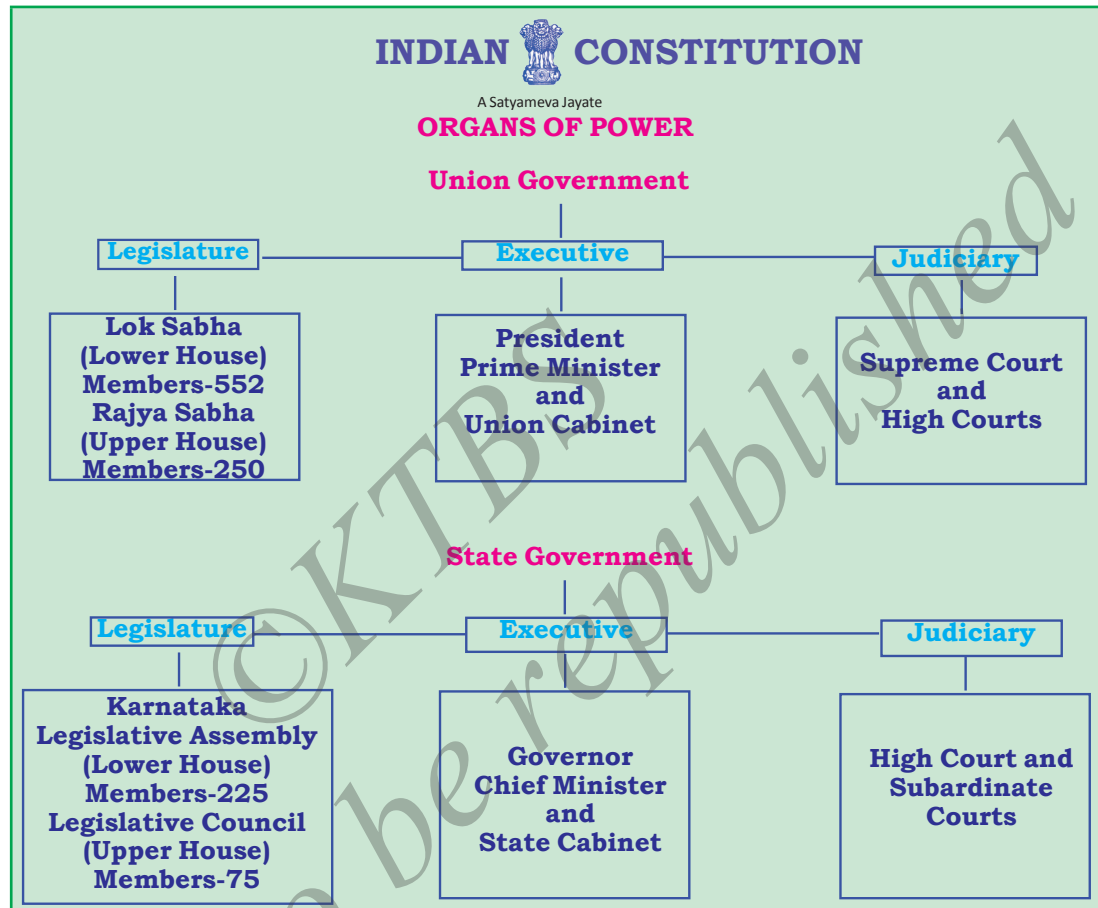 INDIAN CONSTITUTION
A Satyameva Jayate
ORGANS OF POWER
Union Government
Legislature
Executive
Judiciary
Lok Sabha
(Lower House)
Members-552
Rajya Sabha
(Upper House)
Members-250
President
Prime Minister
and
Union Cabinet
Supreme Court
and
High Courts
State Government
Legislature
Executive
Judiciary
Karnataka
Legislative Assembly
(Lower House)
Members-225
Legislative Council
(Upper House)
Members-75
Governor
Chief Minister
and
State Cabinet
High Court and
Subardinate
Courts
©KTBS
be republished